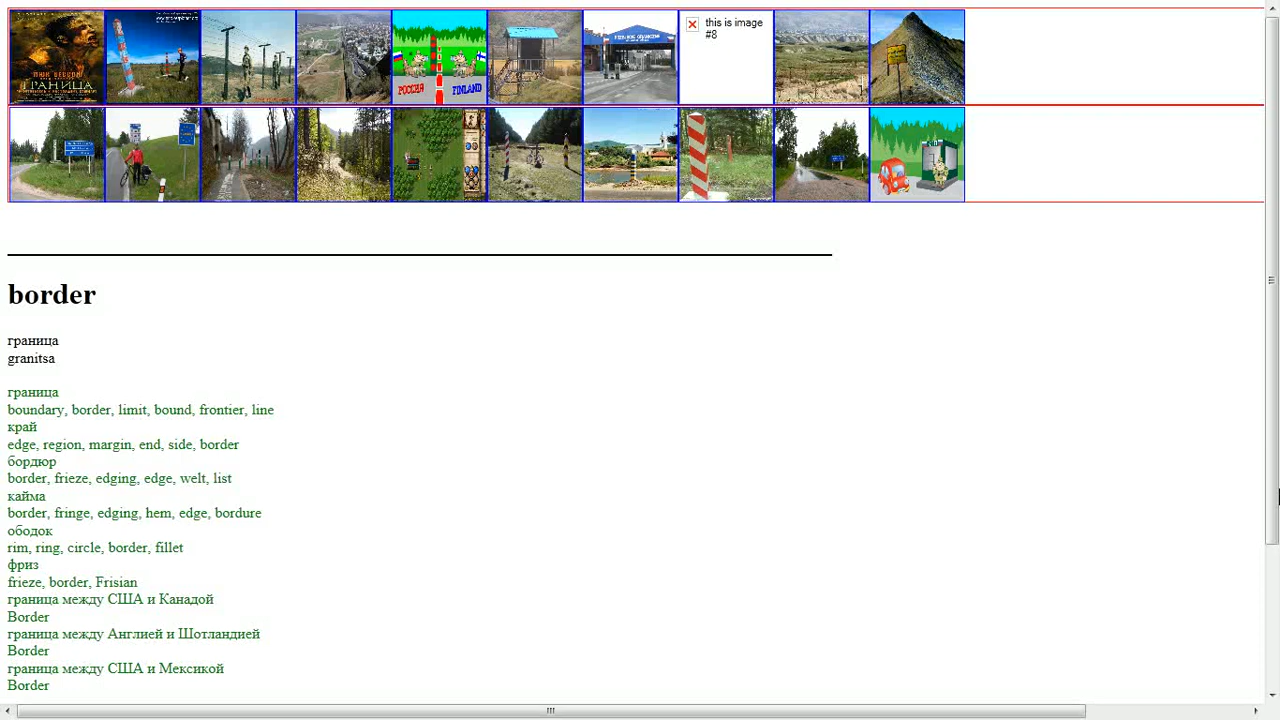 ГРАНИЦА
this is image
#8
РОССИЯ
FINLAND
border
граница
granitsa
граница
boundary, border, limit, bound, frontier, line
край
edge, region, margin, end, side, border
бордюр
border, frieze, edging, edge, welt, list
кайма
border, fringe, edging, hem, edge, bordure
ободок
rim, ring, circle, border, fillet
фриз
frieze, border, Frisian
граница между США и Канадой
Border
граница между Англией и Шотландией
Border
граница между США и Мексикой
Border